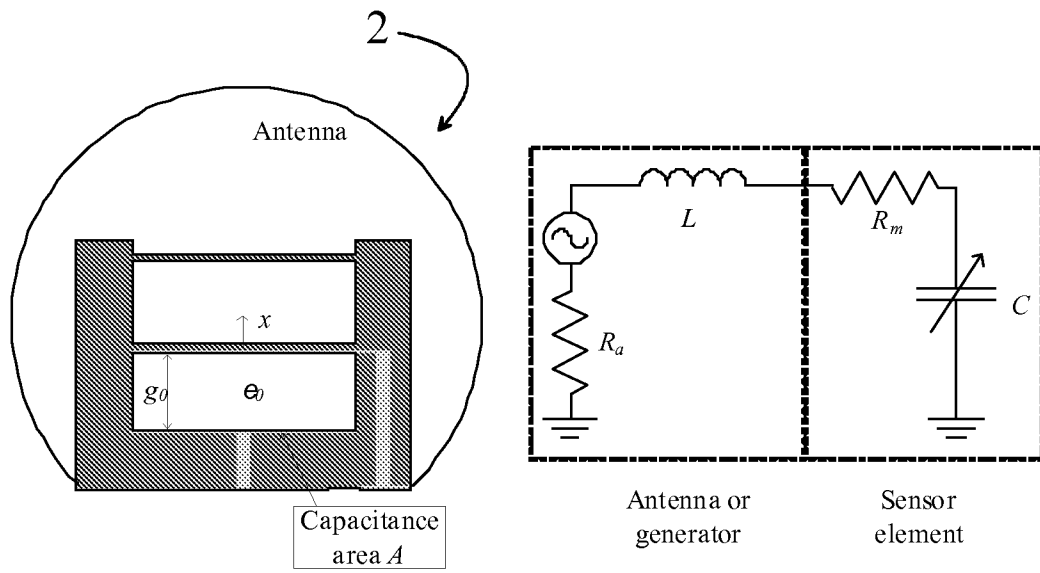 2
Antenna
x
g0
e0
Capacitance
area A
L
Rm
Ra
C
Antenna or
generator
Sensor
element